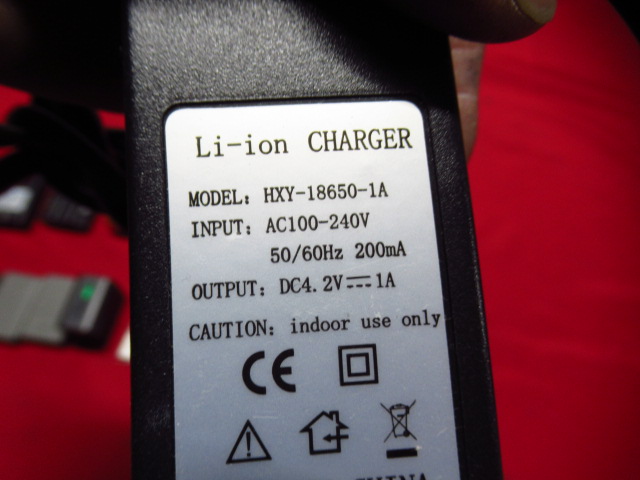 Li-ion CHARGER
MODEL: HXY-18650-1A
INPUT: AC100-240V
50/60Hz 200mA
OUTPUT: DC4.2V⎓1A
CAUTION: indoor use only
CE